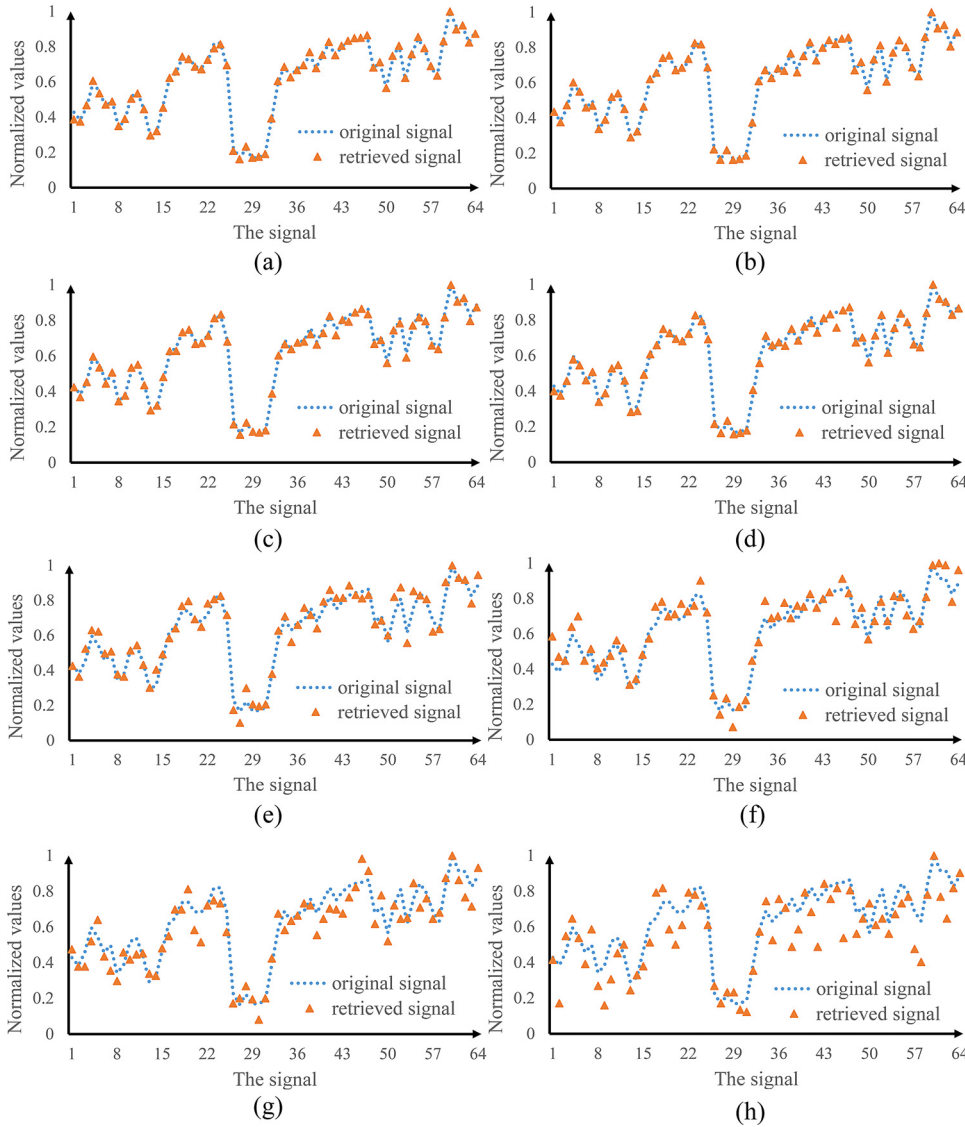 Normalized values
1
0.8
0.6
0.4
0.2
0
original signal
retrieved signal
1 8 15 22 29 36 43 50 57 64
The signal
(a)
Normalized values
1
0.8
0.6
0.4
0.2
0
original signal
retrieved signal
1 8 15 22 29 36 43 50 57 64
The signal
(b)
Normalized values
1
0.8
0.6
0.4
0.2
0
original signal
retrieved signal
1 8 15 22 29 36 43 50 57 64
The signal
(c)
Normalized values
1
0.8
0.6
0.4
0.2
0
original signal
retrieved signal
1 8 15 22 29 36 43 50 57 64
The signal
(d)
Normalized values
1
0.8
0.6
0.4
0.2
0
original signal
retrieved signal
1 8 15 22 29 36 43 50 57 64
The signal
(e)
Normalized values
1
0.8
0.6
0.4
0.2
0
original signal
retrieved signal
1 8 15 22 29 36 43 50 57 64
The signal
(f)
Normalized values
1
0.8
0.6
0.4
0.2
0
original signal
retrieved signal
1 8 15 22 29 36 43 50 57 64
The signal
(g)
Normalized values
1
0.8
0.6
0.4
0.2
0
original signal
retrieved signal
1 8 15 22 29 36 43 50 57 64
The signal
(h)